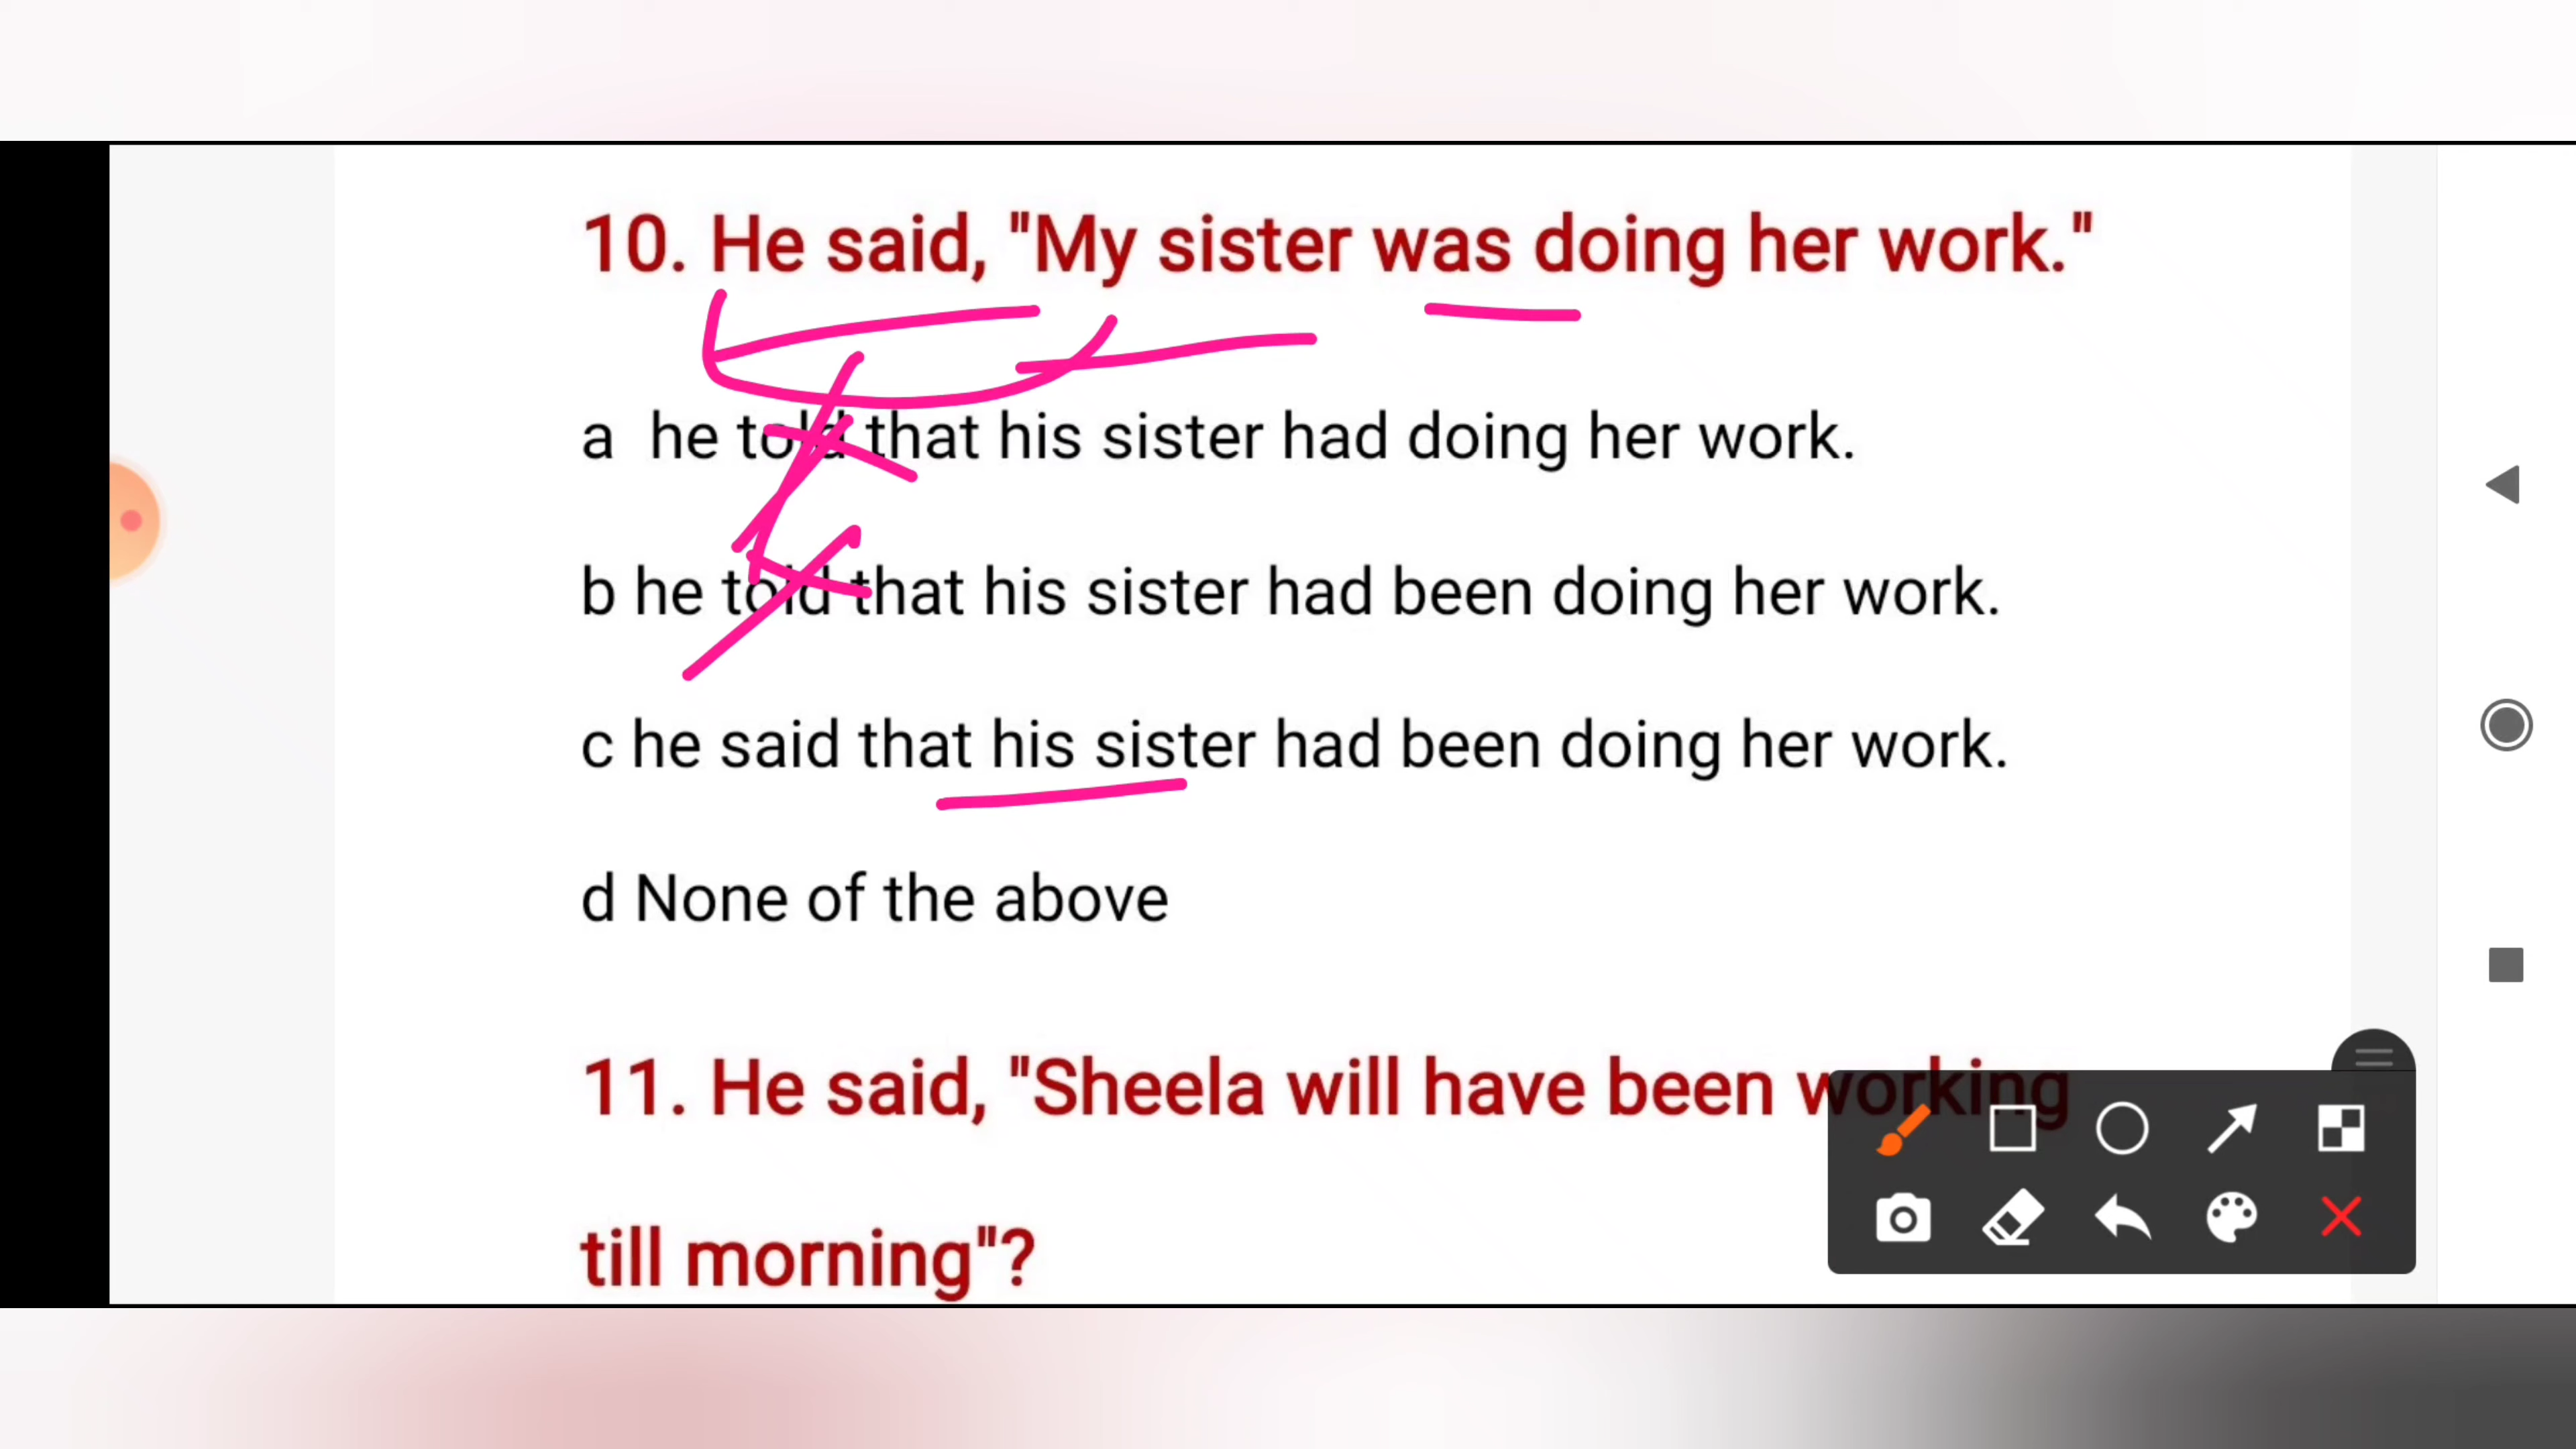 10. He said, "My sister was doing her work."
a he told that his sister had doing her work.
b he told that his sister had been doing her work.
c he said that his sister had been doing her work.
d None of the above
11. He said, "Sheela will have been working
till morning"?